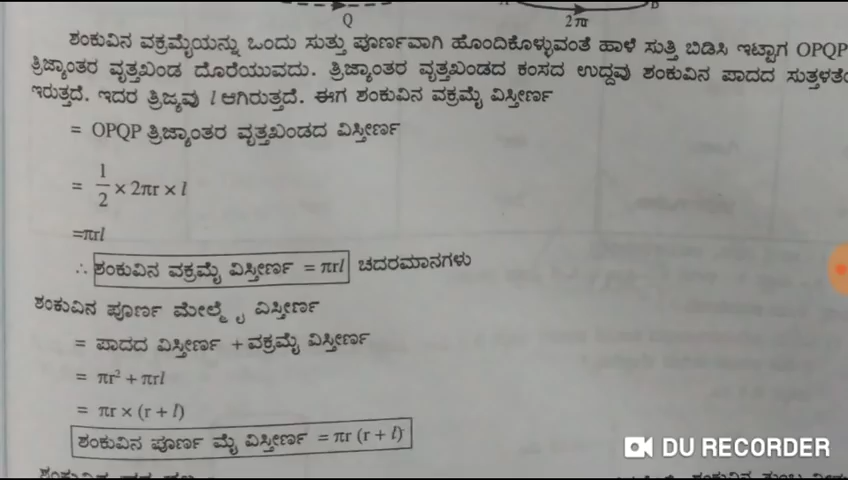 Q
2πr
B
ಶಂಕುವಿನ ವಕ್ರಮೈಯನ್ನು ಒಂದು ಸುತ್ತು ಪೂರ್ಣವಾಗಿ ಹೊಂದಿಕೊಳ್ಳುವಂತೆ ಹಾಳೆ ಸುತ್ತಿ ಬಿಡಿಸಿ ಇಟ್ಟಾಗ OPQP
ತ್ರಿಜ್ಯಾಂತರ ವೃತ್ತಖಂಡ ದೊರೆಯುವದು. ತ್ರಿಜ್ಯಾಂತರ ವೃತ್ತಖಂಡದ ಕಂಸದ ಉದ್ದವು ಶಂಕುವಿನ ಪಾದದ
ಇರುತ್ತದೆ. ಇದರ ತ್ರಿಜ್ಯವು l ಆಗಿರುತ್ತದೆ. ಈಗ ಶಂಕುವಿನ ವಕ್ರಮೈ ವಿಸ್ತೀರ್ಣ
= OPQP ತ್ರಿಜ್ಯಾಂತರ ವೃತ್ತಖಂಡದ ವಿಸ್ತೀರ್ಣ
= 1/2 × 2πr × l
=πrl
∴ ಶಂಕುವಿನ ವಕ್ರಮೈ ವಿಸ್ತೀರ್ಣ = πrl ಚದರಮಾನಗಳು
ಶಂಕುವಿನ ಪೂರ್ಣ ಮೇಲ್ಮೈ ವಿಸ್ತೀರ್ಣ
= ಪಾದದ ವಿಸ್ತೀರ್ಣ + ವಕ್ರಮೈ ವಿಸ್ತೀರ್ಣ
= πr² + πrl
= πr × (r + l)
ಶಂಕುವಿನ ಪೂರ್ಣ ಮೈ ವಿಸ್ತೀರ್ಣ = πr (r + l)
DU RECORDER